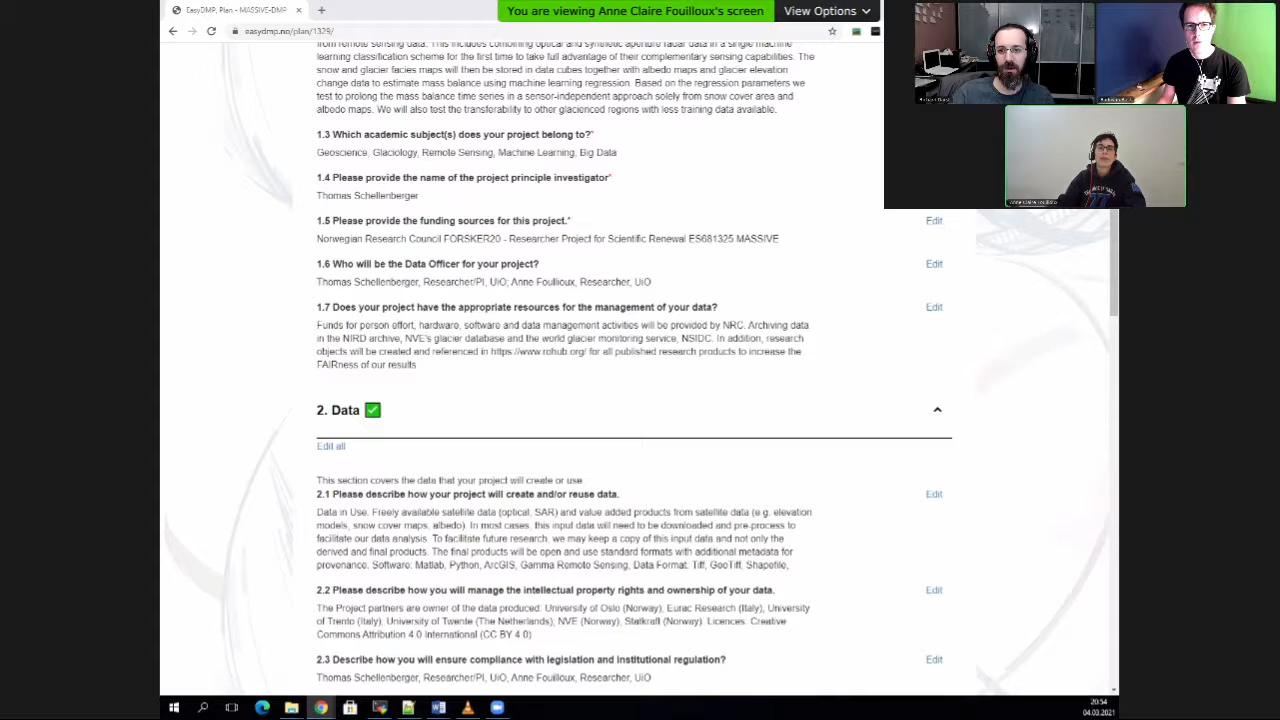 EasyDMP, Plan - MASSIVE-DMP
You are viewing Anne Claire Fouilloux's screen
View Options
easydmp.no/plan/1329/
from remote sensing data. This includes combining optical and synthetic aperture radar data in a single machine
learning classification scheme for the first time to take full advantage of their complementary sensing capabilities. The
snow and glacier facies maps will then be stored in data cubes together with albedo maps and glacier elevation
change data to estimate mass balance using machine learning regression. Based on the regression parameters we
test to prolong the mass balance time series in a sensor-independent approach solely from snow cover area and
albedo maps. We will also test the transferability to other glacienced regions with less training data available.
1.3 Which academic subject(s) does your project belong to?*
Geoscience, Glaciology, Remote Sensing, Machine Learning, Big Data
1.4 Please provide the name of the project principle investigator*
Thomas Schellenberger
1.5 Please provide the funding sources for this project.*
Edit
Norwegian Research Council FORSKER20 - Researcher Project for Scientific Renewal ES681325 MASSIVE
1.6 Who will be the Data Officer for your project?
Edit
Thomas Schellenberger, Researcher/PI, UiO; Anne Foullioux, Researcher, UiO
1.7 Does your project have the appropriate resources for the management of your data?
Edit
Funds for person effort, hardware, software and data management activities will be provided by NRC. Archiving data
in the NIRD archive, NVE's glacier database and the world glacier monitoring service, NSIDC. In addition, research
objects will be created and referenced in https://www.rohub.org/ for all published research products to increase the
FAIRness of our results
2. Data
Edit all
This section covers the data that your project will create or use
2.1 Please describe how your project will create and/or reuse data.
Edit
Data in Use. Freely available satellite data (optical, SAR) and value added products from satellite data (e.g. elevation
models, snow cover maps, albedo). In most cases, this input data will need to be downloaded and pre-process to
facilitate our data analysis. To facilitate future research, we may keep a copy of this input data and not only the
derived and final products. The final products will be open and use standard formats with additional metadata for
provenance. Software: Matlab, Python, ArcGIS, Gamma Remote Sensing, Data Format. Tiff, GeoTiff, Shapefile,
2.2 Please describe how you will manage the intellectual property rights and ownership of your data.
Edit
The Project partners are owner of the data produced: University of Oslo (Norway), Eurac Research (Italy), University
of Trento (Italy), University of Twente (The Netherlands), NVE (Norway), Statkraft (Norway). Licences. Creative
Commons Attribution 4.0 International (CC BY 4.0)
2.3 Describe how you will ensure compliance with legislation and institutional regulation?
Edit
Thomas Schellenberger, Researcher/PI, UiO, Anne Fouilloux, Researcher, UiO
20:54
04.03.2021
Anne Claire Fouilloux